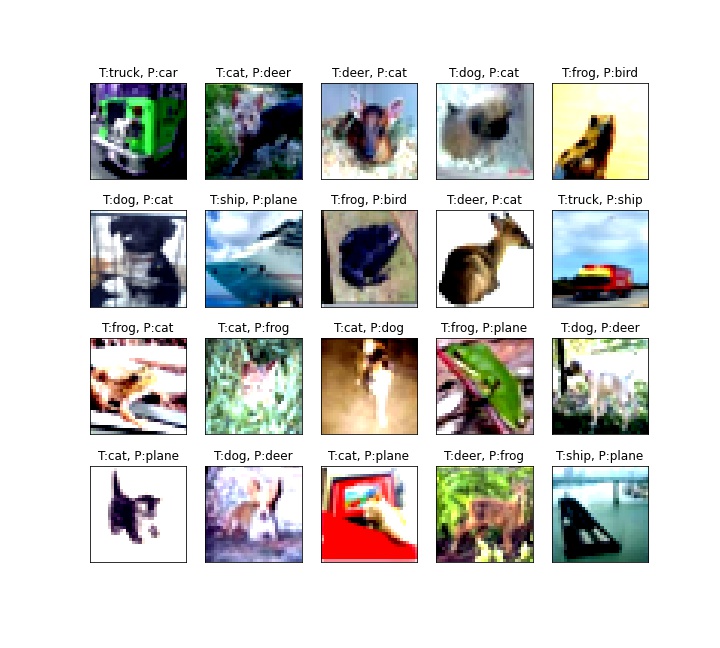 T:truck, P:car T:cat, P:deer T:deer, P:cat T:dog, P:cat T:frog, P:bird
T:dog, P:cat T:ship, P:plane T:frog, P:bird T:deer, P:cat T:truck, P:ship
T:frog, P:cat T:cat, P:frog T:cat, P:dog T:frog, P:plane T:dog, P:deer
T:cat, P:plane T:dog, P:deer T:cat, P:plane T:deer, P:frog T:ship, P:plane